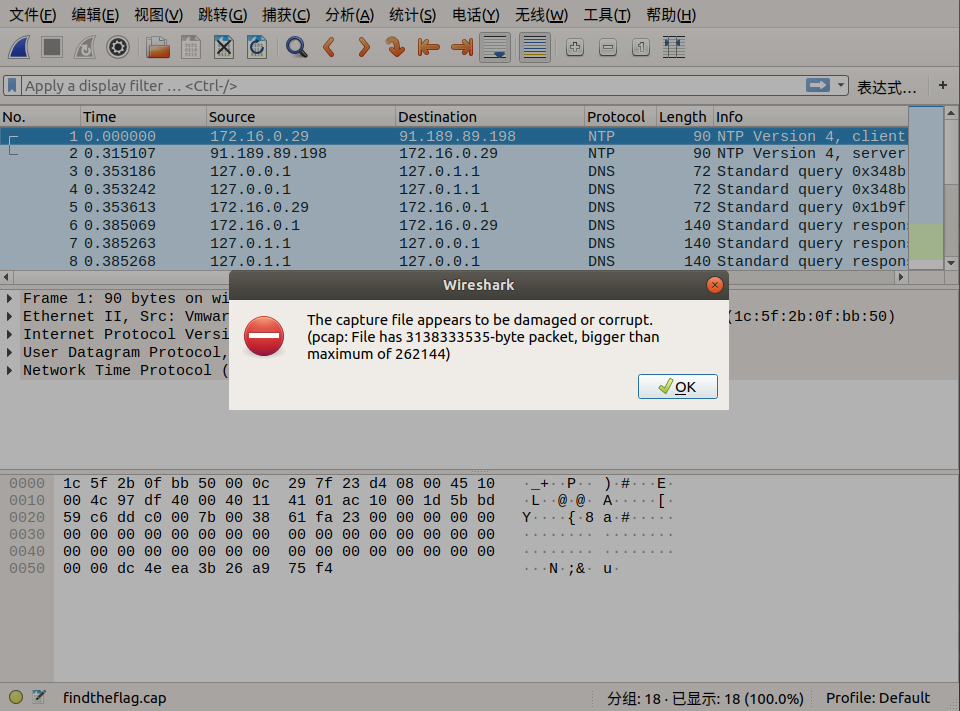 文件(F) 编辑(E) 视图(V) 跳转(G) 捕获(C) 分析(A) 统计(S) 电话(Y) 无线(W) 工具(T) 帮助(H)
Apply a display filter … <Ctrl-/> 表达式… +
No. Time Source Destination Protocol Length Info
1 0.000000 172.16.0.29 91.189.89.198 NTP 90 NTP Version 4, client
2 0.315107 91.189.89.198 172.16.0.29 NTP 90 NTP Version 4, server
3 0.353186 127.0.0.1 127.0.1.1 DNS 72 Standard query 0x348b
4 0.353242 127.0.0.1 127.0.1.1 DNS 72 Standard query 0x348b
5 0.353613 172.16.0.29 172.16.0.1 DNS 72 Standard query 0x1b9f
6 0.385069 172.16.0.1 172.16.0.29 DNS 140 Standard query respon
7 0.385263 127.0.1.1 127.0.0.1 DNS 140 Standard query respon
8 0.385268 127.0.1.1 127.0.0.1 DNS 140 Standard query respon
Wireshark
The capture file appears to be damaged or corrupt.
(pcap: File has 3138333535-byte packet, bigger than
maximum of 262144)
OK
Frame 1: 90 bytes on wi
Ethernet II, Src: Vmwar (1c:5f:2b:0f:bb:50)
Internet Protocol Versi
User Datagram Protocol,
Network Time Protocol (
0000 1c 5f 2b 0f bb 50 00 0c 29 7f 23 d4 08 00 45 10 ·_+··P·· )·#···E·
0010 00 4c 97 df 40 00 40 11 41 01 ac 10 00 1d 5b bd ·L··@·@· A·····[·
0020 59 c6 dd c0 00 7b 00 38 61 fa 23 00 00 00 00 00 Y····{·8 a·#·····
0030 00 00 00 00 00 00 00 00 00 00 00 00 00 00 00 00 ········ ········
0040 00 00 00 00 00 00 00 00 00 00 00 00 00 00 00 00 ········ ········
0050 00 00 dc 4e ea 3b 26 a9 75 f4 ···N·;&· u·
findtheflag.cap 分组: 18 · 已显示: 18 (100.0%) Profile: Default